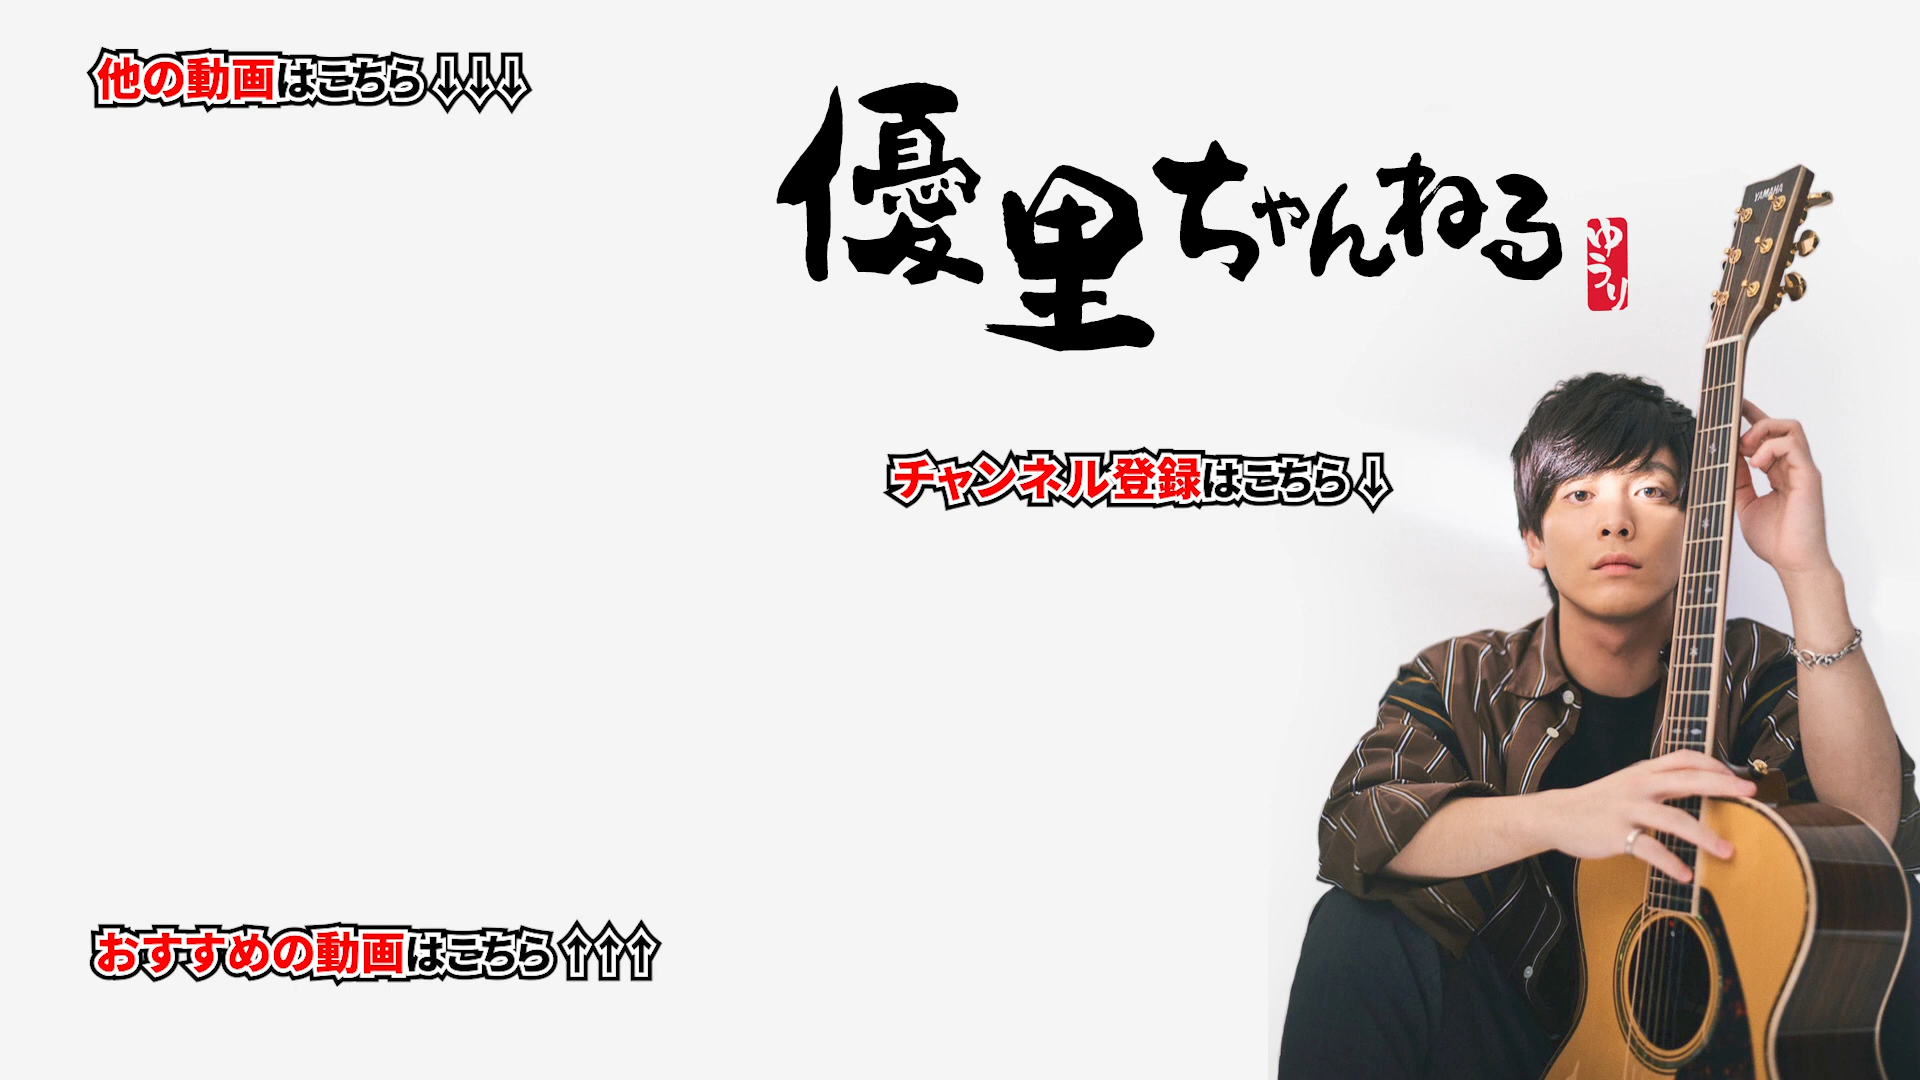 他の動画はこちら↓↓↓
優里ちゃんねる
ゆうり
YAMAHA
チャンネル登録はこちら↓
おすすめの動画はこちら↑↑↑